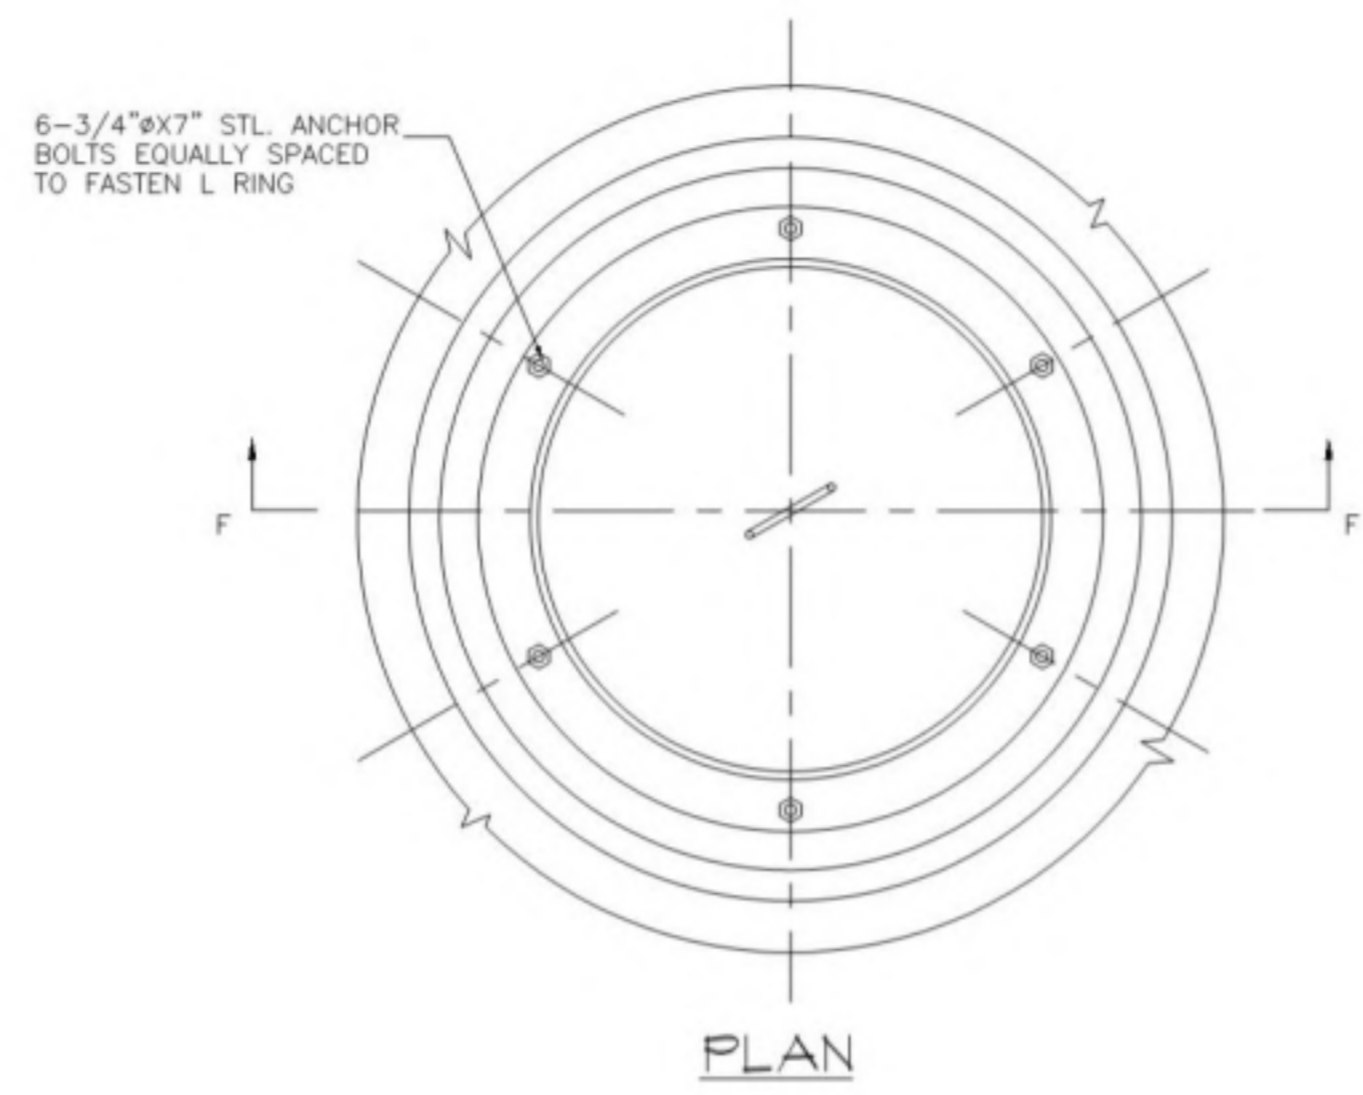 6-3/4"øX7" STL. ANCHOR
BOLTS EQUALLY SPACED
TO FASTEN L RING
F
F
PLAN